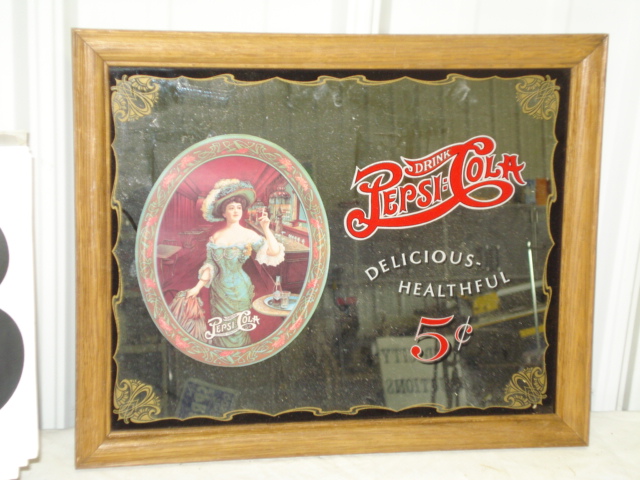 DRINK
PEPSI:COLA
DELICIOUS-
HEALTHFUL
5¢
PEPSI:COLA